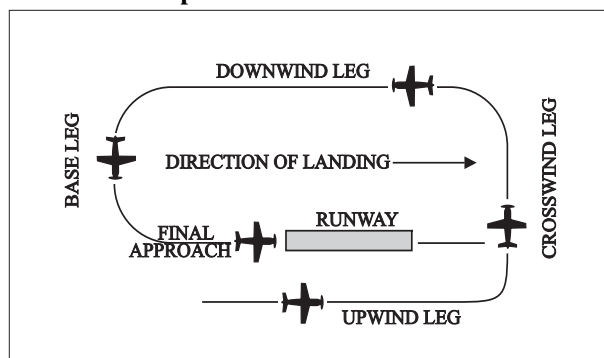 DOWNWIND LEG
BASE LEG
DIRECTION OF LANDING
CROSSWIND LEG
RUNWAY
FINAL
APPROACH
UPWIND LEG